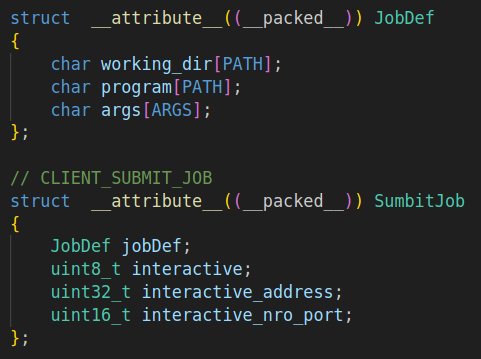 struct  __attribute__((__packed__)) JobDef
{
    char working_dir[PATH];
    char program[PATH];
    char args[ARGS];
};

// CLIENT_SUBMIT_JOB
struct  __attribute__((__packed__)) SumbitJob
{
    JobDef jobDef;
    uint8_t interactive;
    uint32_t interactive_address;
    uint16_t interactive_nro_port;
};